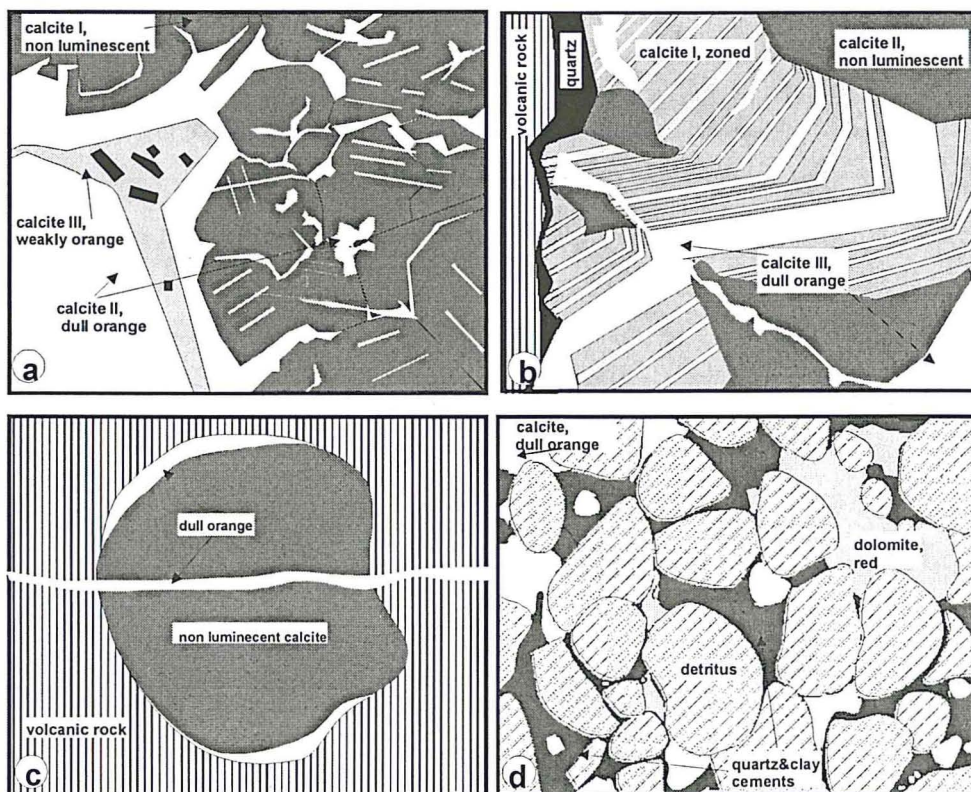 calcite I,
non luminescent
calcite III,
weakly orange
calcite II,
dull orange
a
volcanic rock
quartz
calcite I, zoned
calcite II,
non luminescent
calcite III,
dull orange
b
dull orange
non luminecent calcite
volcanic rock
c
calcite,
dull orange
dolomite,
red
detritus
quartz&clay
cements
d